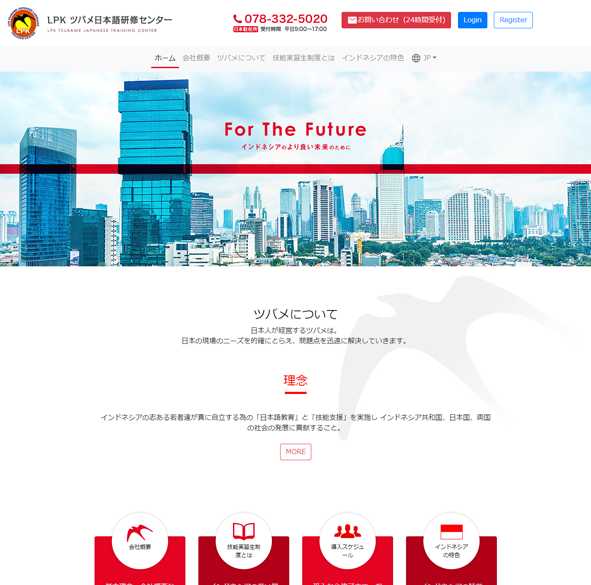 LPK ツバメ日本語研修センター
LPK TSUBAME JAPANESE TRAINING CENTER
078-332-5020
日本駐在所 受付時間 平日9:00〜17:00
お問い合わせ (24時間受付)
Login
Register
ホーム 会社概要 ツバメについて 技能実習生制度とは インドネシアの特色 JP
For The Future
インドネシアのより良い未来のために
ツバメについて
日本人が経営するツバメは。
日本の現場のニーズを的確にとらえ、問題点を迅速に解決していきます。
理念
インドネシアの志ある若者達が真に自立する為の「日本語教育」と「技能支援」を実施し インドネシア共和国、日本国、両国
の社会の発展に貢献すること。
MORE
会社概要
技能実習生制
度とは
導入スケジュ
ール
インドネシア
の特色